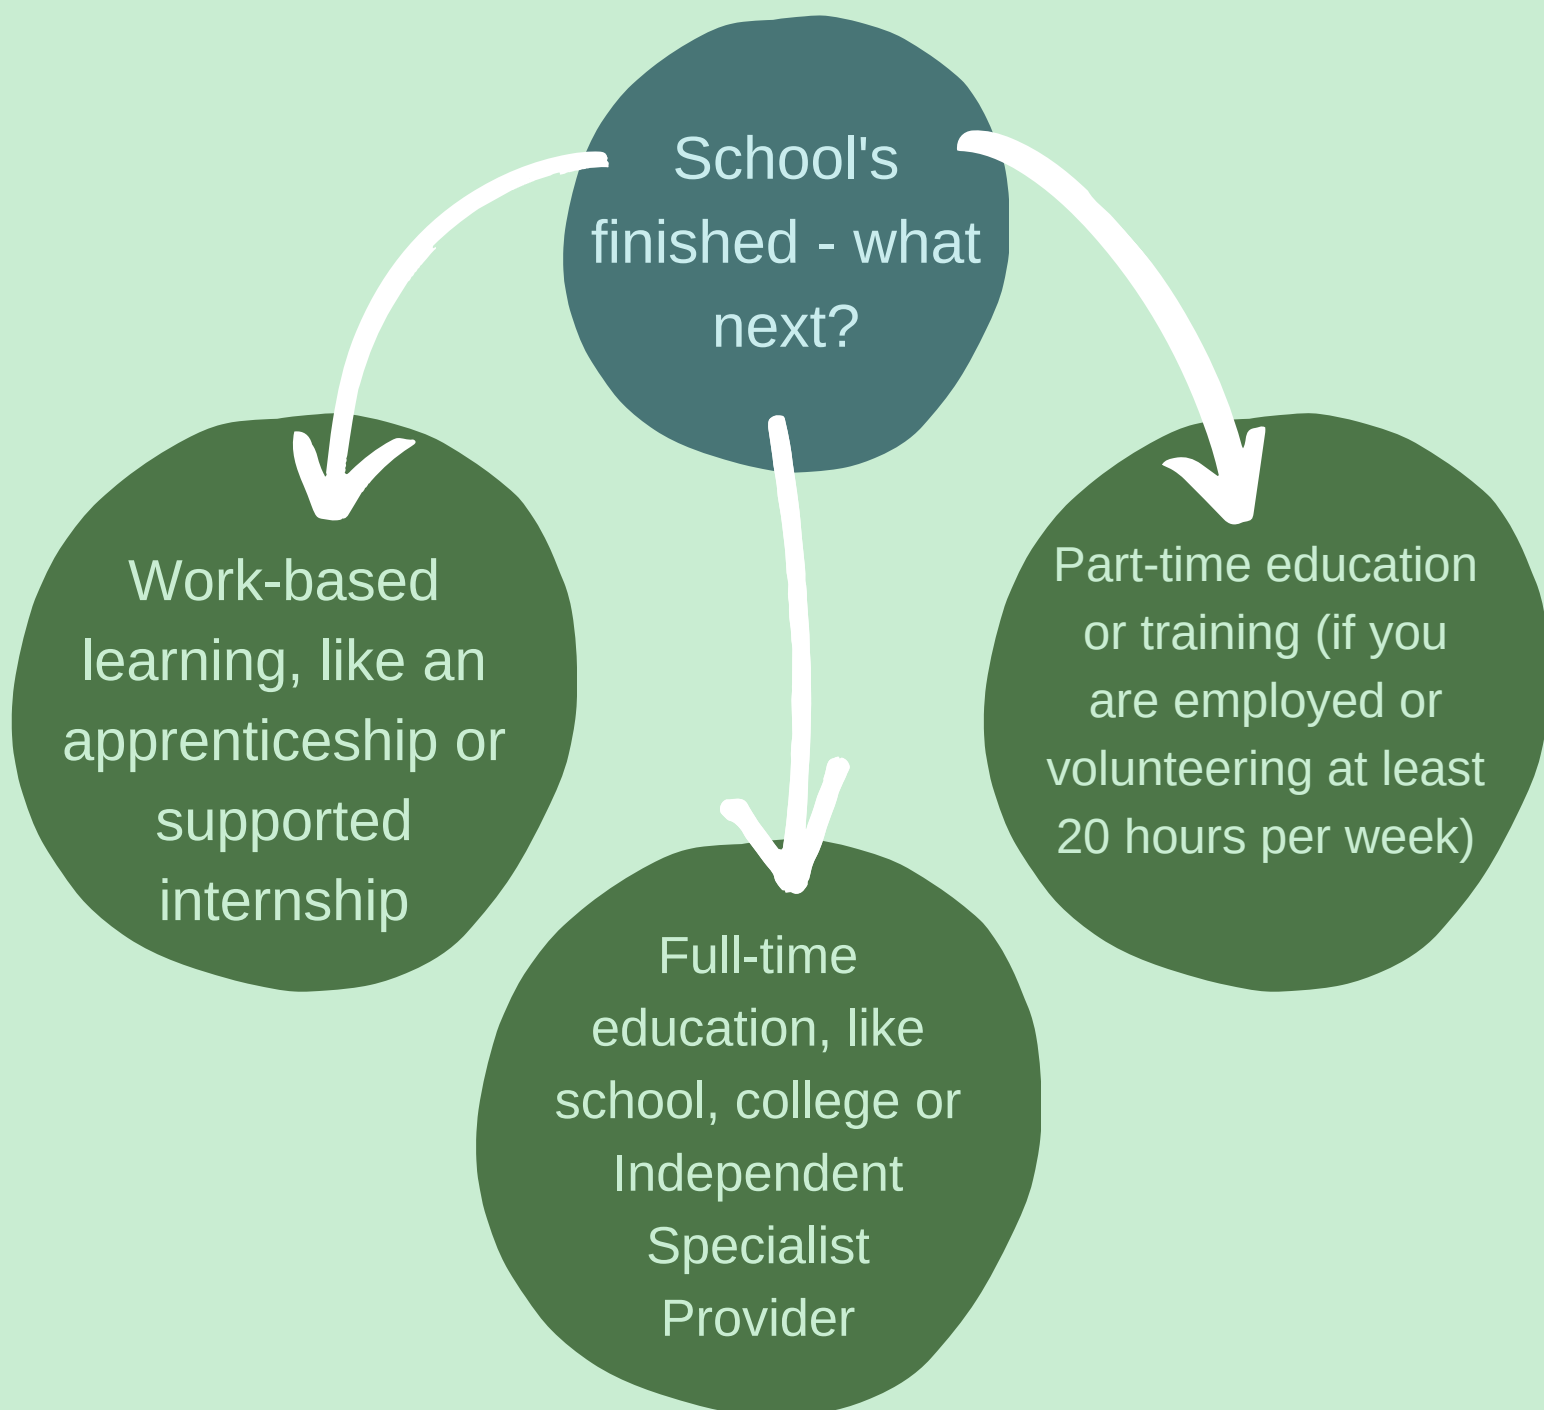 School's
finished - what
next?
Work-based
learning, like an
apprenticeship or
supported
internship
Full-time
education, like
school, college or
Independent
Specialist
Provider
Part-time education
or training (if you
are employed or
volunteering at least
20 hours per week)